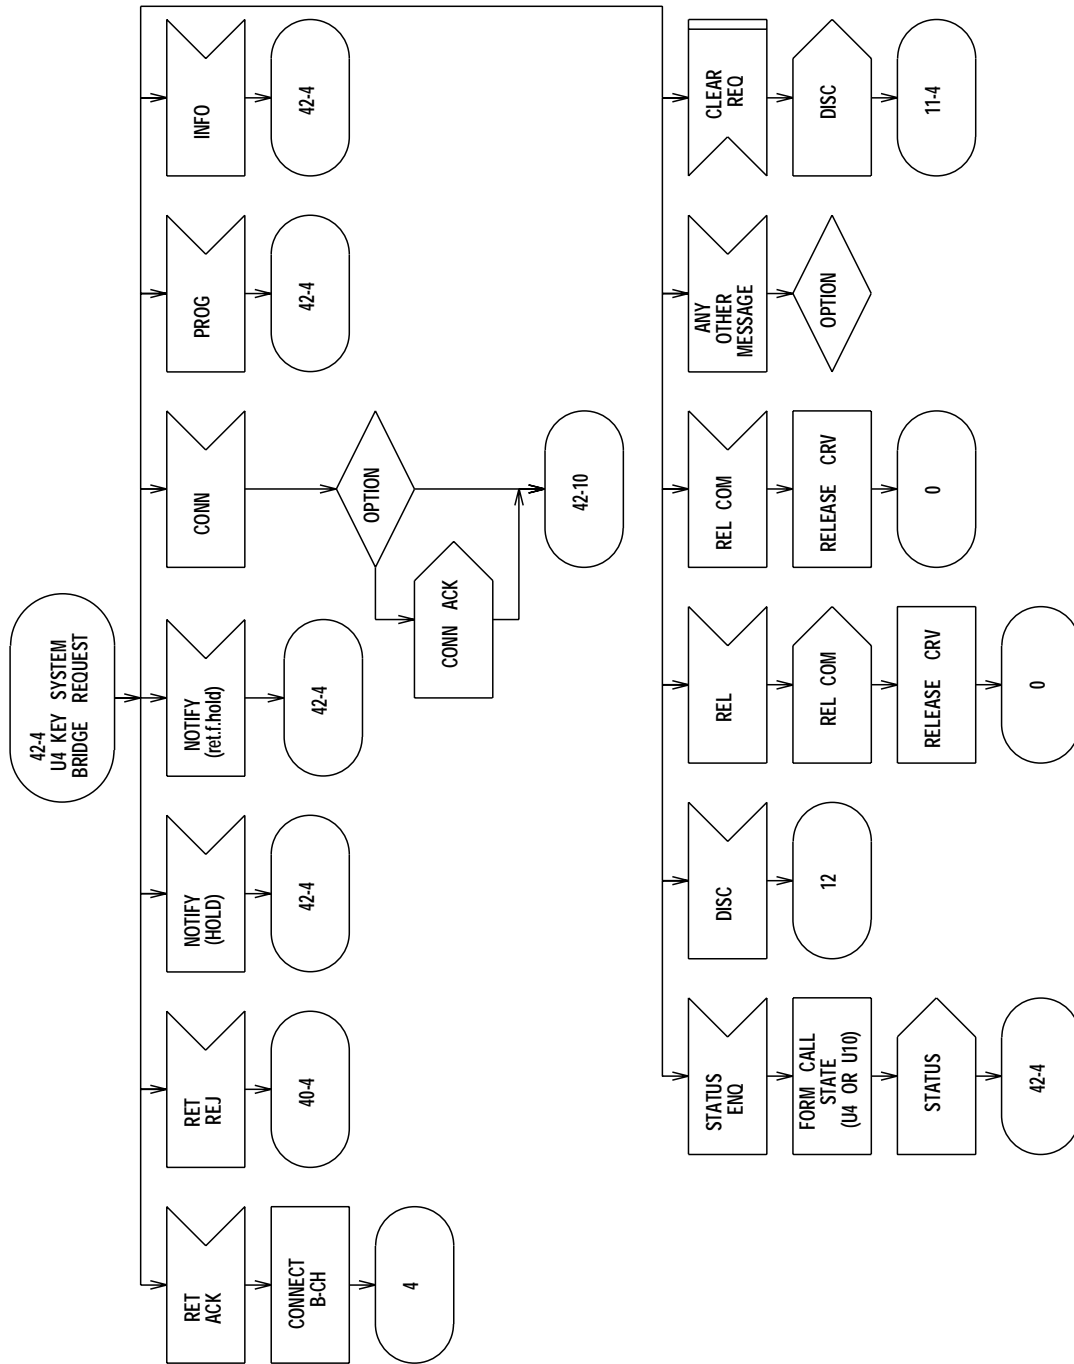 42-4
U4 KEY SYSTEM
BRIDGE REQUEST
RET
ACK
CONNECT
B-CH
4
RET
REJ
40-4
NOTIFY
(HOLD)
42-4
NOTIFY
(ret.f.hold)
42-4
CONN
OPTION
CONN ACK
42-10
PROG
42-4
INFO
42-4
STATUS
ENQ
FORM CALL
STATE
(U4 OR U10)
STATUS
42-4
DISC
12
REL
REL COM
RELEASE CRV
0
REL COM
RELEASE CRV
0
ANY
OTHER
MESSAGE
OPTION
CLEAR
REQ
DISC
11-4